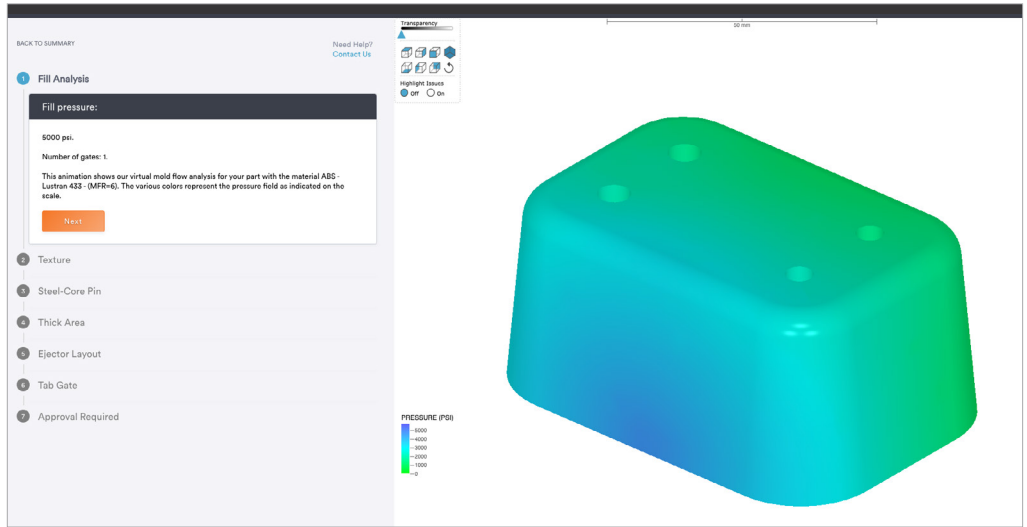 BACK TO SUMMARY
Need Help?
Contact Us
1 Fill Analysis
Fill pressure:
5000 psi.
Number of gates: 1.
This animation shows our virtual mold flow analysis for your part with the material ABS -
Lustran 433 - (MFR=6). The various colors represent the pressure field as indicated on the
scale.
Next
2 Texture
3 Steel-Core Pin
4 Thick Area
5 Ejector Layout
6 Tab Gate
7 Approval Required
Transparency
Highlight Issues
Off On
50 mm
PRESSURE (PSI)
5000
4000
3000
2000
1000
0